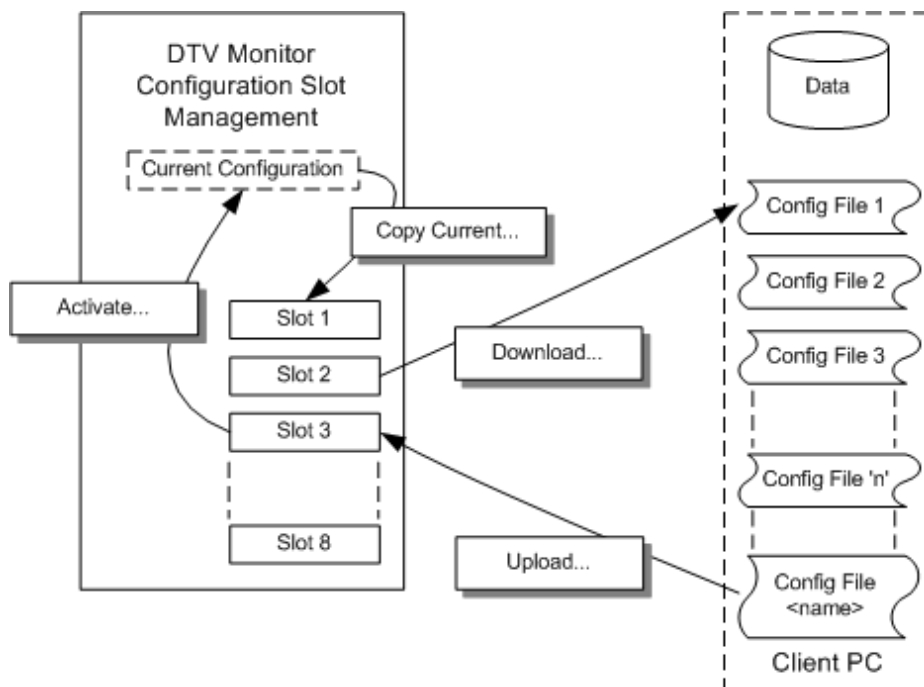 DTV Monitor
Configuration Slot
Management
Current Configuration
Copy Current...
Activate...
Slot 1
Slot 2
Slot 3
Slot 8
Download...
Upload...
Data
Config File 1
Config File 2
Config File 3
Config File 'n'
Config File
<name>
Client PC